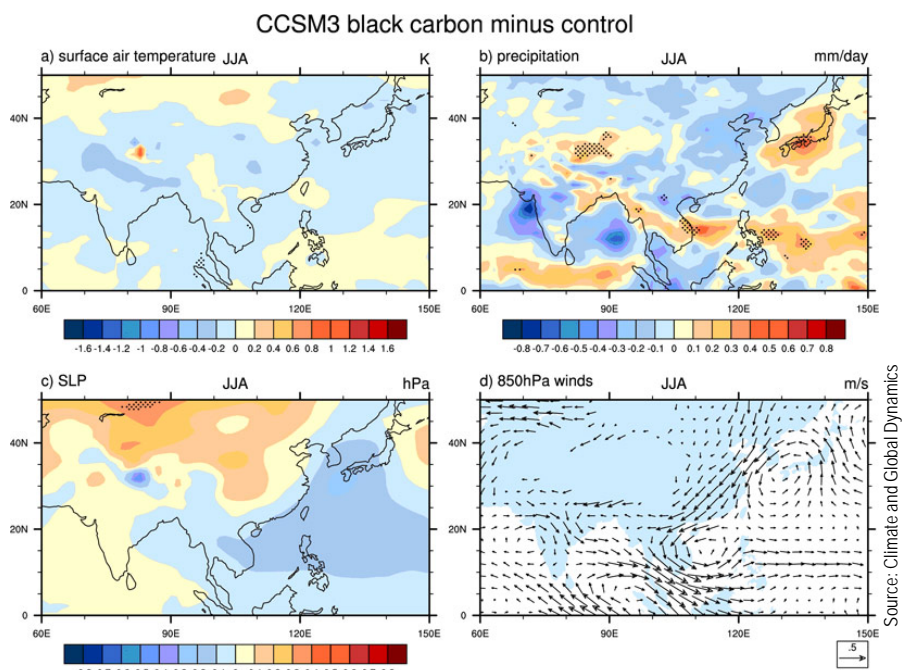 CCSM3 black carbon minus control
a) surface air temperature JJA K
40N
20N
0
60E 90E 120E 150E
-1.6 -1.4 -1.2 -1 -0.8 -0.6 -0.4 -0.2 0 0.2 0.4 0.6 0.8 1 1.2 1.4 1.6
b) precipitation JJA mm/day
40N
20N
0
60E 90E 120E 150E
-0.8 -0.7 -0.6 -0.5 -0.4 -0.3 -0.2 -0.1 0 0.1 0.2 0.3 0.4 0.5 0.6 0.7 0.8
c) SLP JJA hPa
40N
20N
0
60E 90E 120E 150E
d) 850hPa winds JJA m/s
40N
20N
0
60E 90E 120E 150E
.5
Source: Climate and Global Dynamics